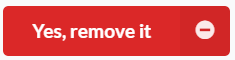 Yes, remove it